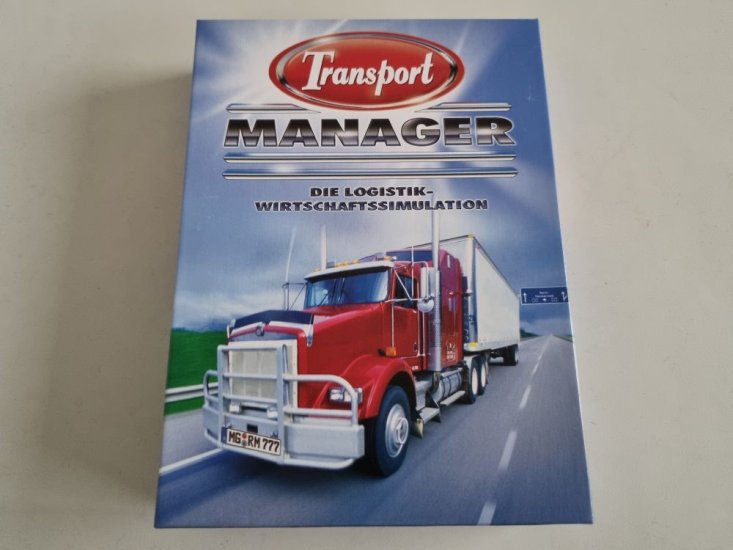 Transport
MANAGER
DIE LOGISTIK-
WIRTSCHAFTSSIMULATION
MG RM 777